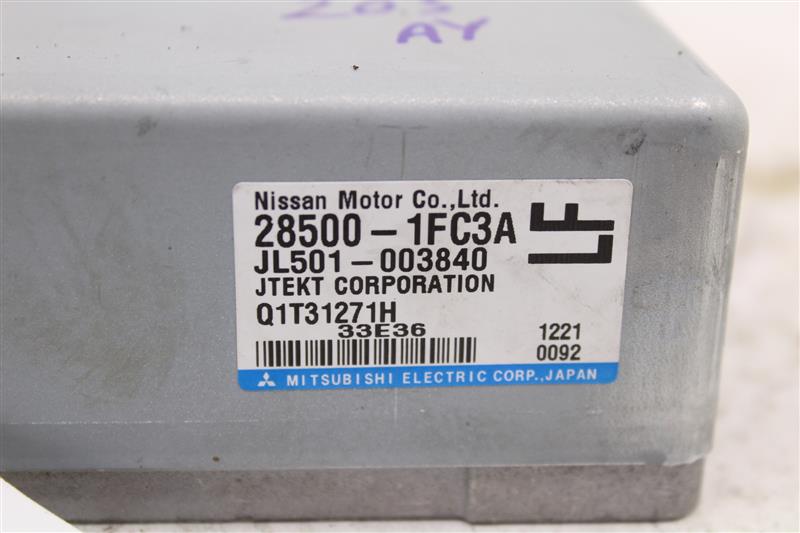 AY
Nissan Motor Co.,Ltd.
28500-1FC3A
LF
JL501-003840
JTEKT CORPORATION
Q1T31271H
33E36
1221
0092
MITSUBISHI ELECTRIC CORP.,JAPAN